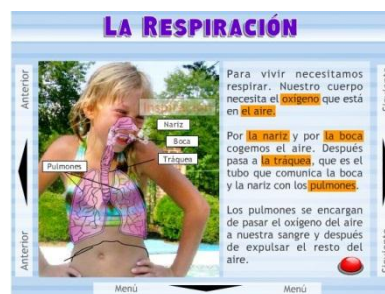 LA RESPIRACIÓN
Anterior
Inspiración
Nariz
Boca
Tráquea
Pulmones
Anterior
Para vivir necesitamos
respirar. Nuestro cuerpo
necesita el oxígeno que está
en el aire.
Por la nariz y por la boca
cogemos el aire. Después
pasa a la tráquea, que es el
tubo que comunica la boca
y la nariz con los pulmones.
Los pulmones se encargan
de pasar el oxigeno del aire
a nuestra sangre y después
de expulsar el resto del
aire.
Menú
Menú